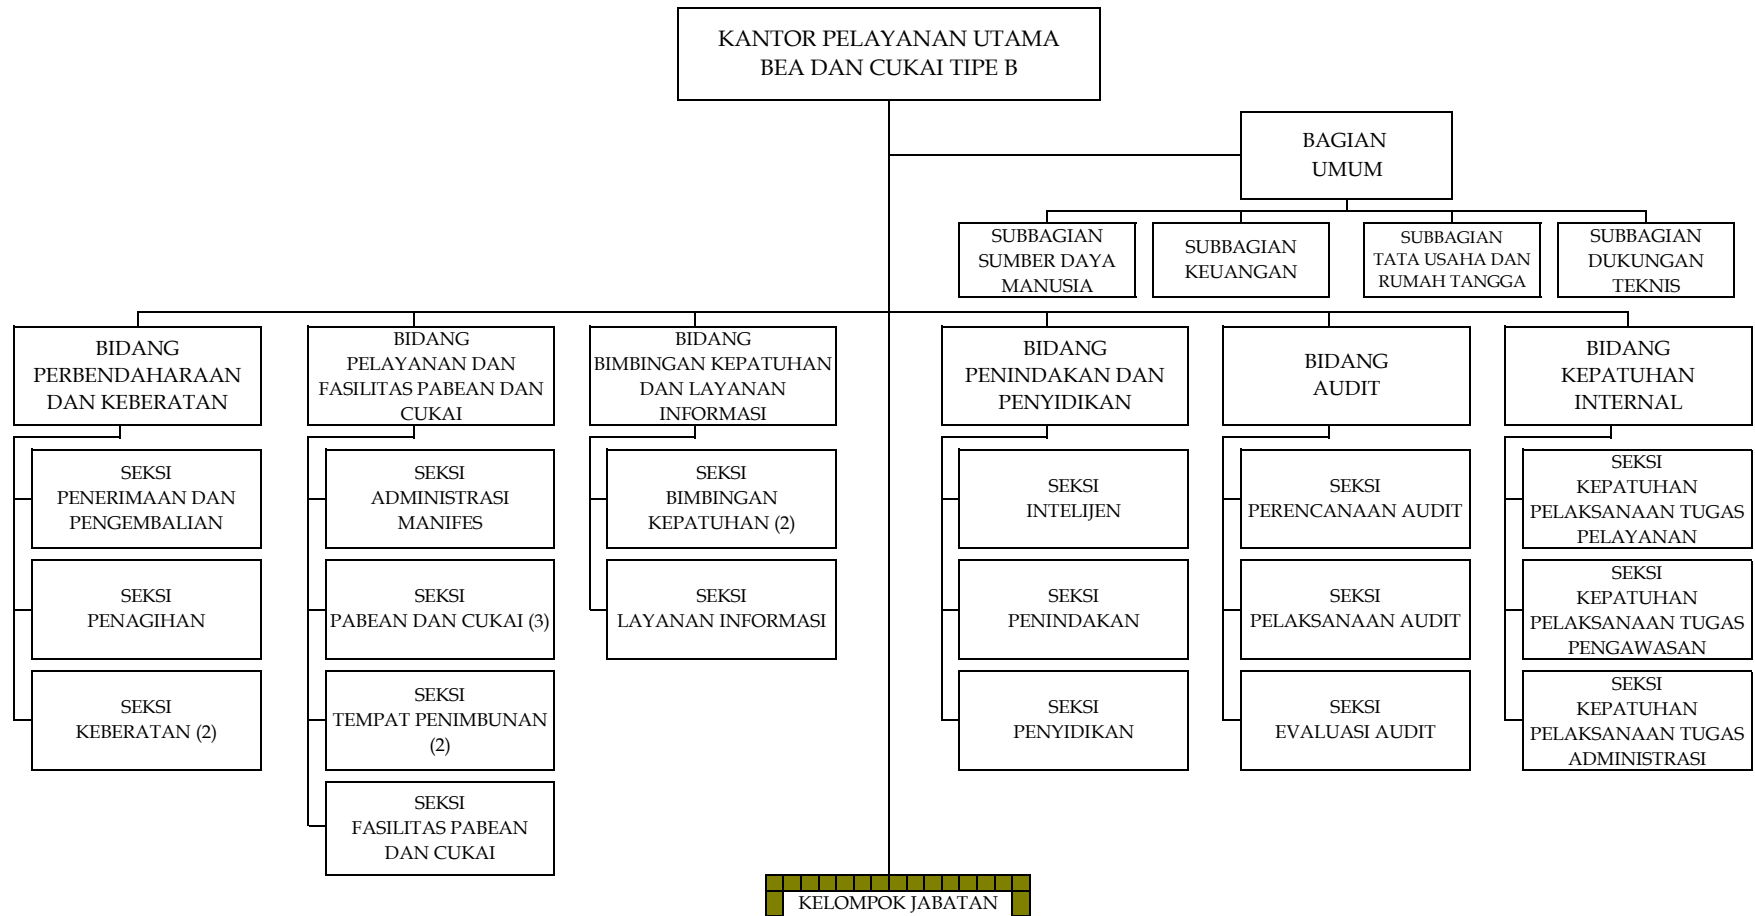 KANTOR PELAYANAN UTAMA
BEA DAN CUKAI TIPE B
BAGIAN
UMUM
SUBBAGIAN
SUMBER DAYA
MANUSIA
SUBBAGIAN
KEUANGAN
SUBBAGIAN
TATA USAHA DAN
RUMAH TANGGA
SUBBAGIAN
DUKUNGAN
TEKNIS
BIDANG
PERBENDAHARAAN
DAN KEBERATAN
BIDANG
PELAYANAN DAN
FASILITAS PABEAN DAN
CUKAI
BIDANG
BIMBINGAN KEPATUHAN
DAN LAYANAN
INFORMASI
BIDANG
PENINDAKAN DAN
PENYIDIKAN
BIDANG
AUDIT
BIDANG
KEPATUHAN
INTERNAL
SEKSI
PENERIMAAN DAN
PENGEMBALIAN
SEKSI
ADMINISTRASI
MANIFES
SEKSI
BIMBINGAN
KEPATUHAN (2)
SEKSI
INTELIJEN
SEKSI
PERENCANAAN AUDIT
SEKSI
KEPATUHAN
PELAKSANAAN TUGAS
PELAYANAN
SEKSI
PENAGIHAN
SEKSI
PABEAN DAN CUKAI (3)
SEKSI
LAYANAN INFORMASI
SEKSI
PENINDAKAN
SEKSI
PELAKSANAAN AUDIT
SEKSI
KEPATUHAN
PELAKSANAAN TUGAS
PENGAWASAN
SEKSI
KEBERATAN (2)
SEKSI
TEMPAT PENIMBUNAN
(2)
SEKSI
PENYIDIKAN
SEKSI
EVALUASI AUDIT
SEKSI
KEPATUHAN
PELAKSANAAN TUGAS
ADMINISTRASI
SEKSI
FASILITAS PABEAN
DAN CUKAI
KELOMPOK JABATAN